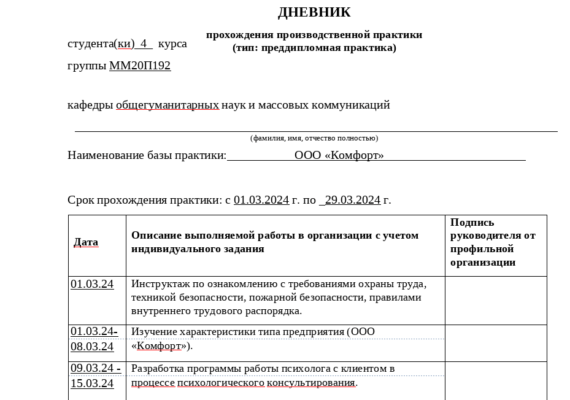 ДНЕВНИК
прохождения производственной практики
(тип: преддипломная практика)
студента(ки)_4_ курса
группы ММ20П192
кафедры общегуманитарных наук и массовых коммуникаций
(фамилия, имя, отчество полностью)
Наименование базы практики: ООО «Комфорт»
Срок прохождения практики: с 01.03.2024 г. по _29.03.2024 г.
Дата
Описание выполняемой работы в организации с учетом
индивидуального задания
Подпись
руководителя от
профильной
организации
01.03.24
Инструктаж по ознакомлению с требованиями охраны труда,
техникой безопасности, пожарной безопасности, правилами
внутреннего трудового распорядка.
01.03.24-
08.03.24
Изучение характеристики типа предприятия (ООО
«Комфорт»).
09.03.24 -
15.03.24
Разработка программы работы психолога с клиентом в
процессе психологического консультирования.